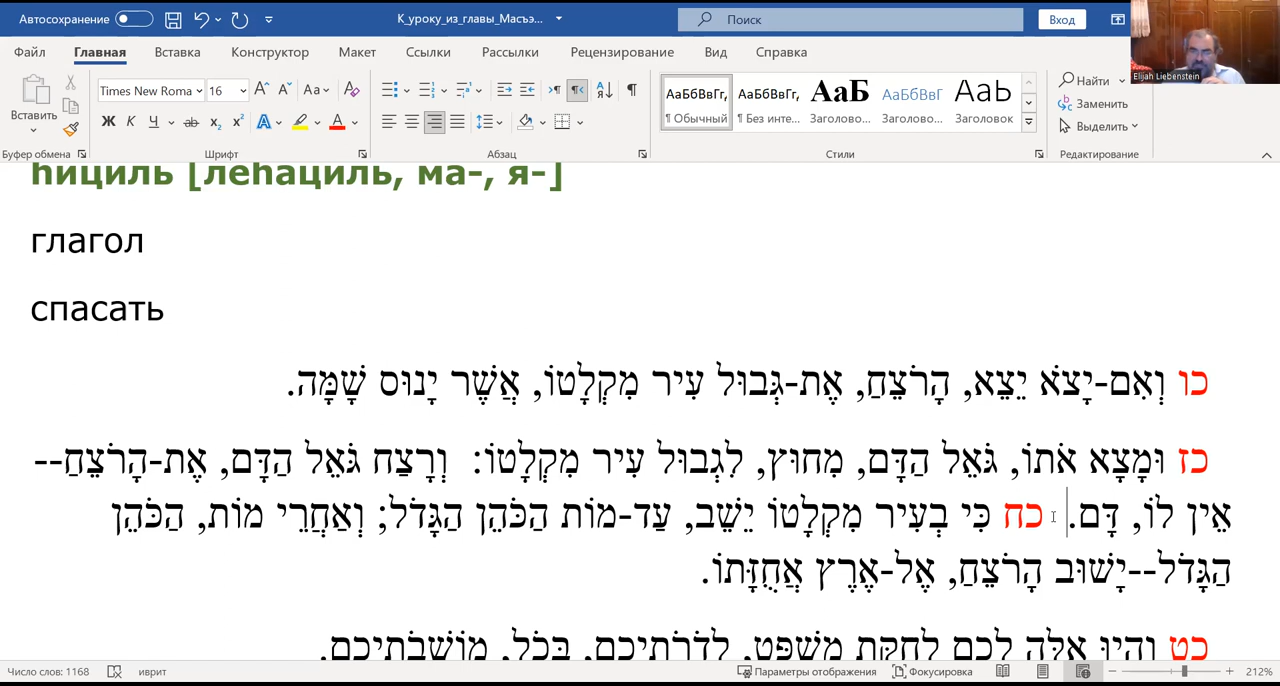 Автосохранение
К_уроку_из_главы_Масъэ...
Поиск
Вход
Elijah Liebenstein
Файл Главная Вставка Конструктор Макет Ссылки Рассылки Рецензирование Вид Справка
Вставить
Times New Roma 16
Ж К Ч ab
АаБбВвГг, АаБбВвГг, АаБ АаБбВвГ АаЬ
¶ Обычный ¶ Без инте... Заголово... Заголово... Заголовок
Найти
Заменить
Выделить
Буфер обмена Шрифт Абзац Стили Редактирование
hициль [леhациль, ма-, я-]
глагол
спасать
כו וְאִם-יָצֹא יֵצֵא, הָרֹצֵחַ, אֶת-גְּבוּל עִיר מִקְלָטוֹ, אֲשֶׁר יָנוּס שָׁמָּה.
כז וּמָצָא אֹתוֹ, גֹּאֵל הַדָּם, מִחוּץ, לִגְבוּל עִיר מִקְלָטוֹ: וְרָצַח גֹּאֵל הַדָּם, אֶת-הָרֹצֵחַ--
אֵין לוֹ, דָּם. כח כִּי בְעִיר מִקְלָטוֹ יֵשֵׁב, עַד-מוֹת הַכֹּהֵן הַגָּדֹל; וְאַחֲרֵי מוֹת, הַכֹּהֵן
הַגָּדֹל--יָשׁוּב הָרֹצֵחַ, אֶל-אֶרֶץ אֲחֻזָּתוֹ.
כט וְהָיוּ אֵלֶּה לָכֶם לְחֻקַּת מִשְׁפָּט, לְדֹרֹתֵיכֶם, בְּכֹל, מוֹשְׁבֹתֵיכֶם.
Число слов: 1168 иврит Параметры отображения Фокусировка 212%